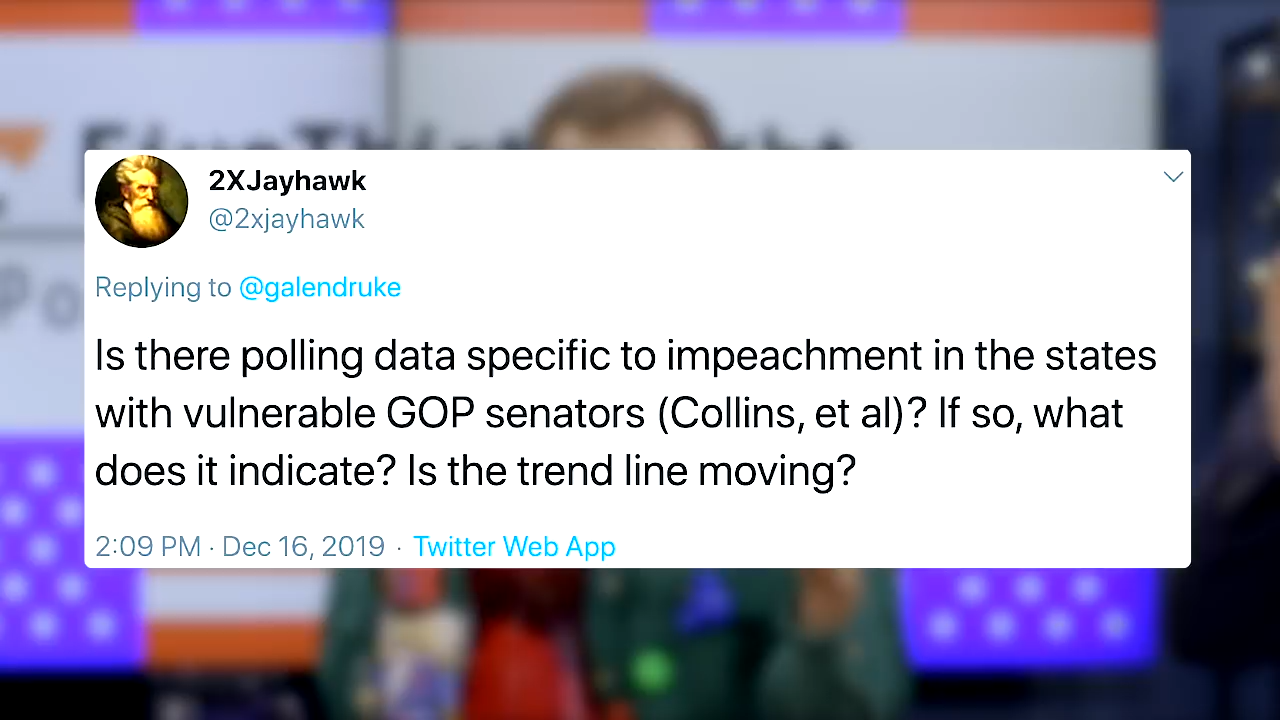 2XJayhawk
@2xjayhawk
Replying to @galendruke
Is there polling data specific to impeachment in the states
with vulnerable GOP senators (Collins, et al)? If so, what
does it indicate? Is the trend line moving?
2:09 PM · Dec 16, 2019 · Twitter Web App